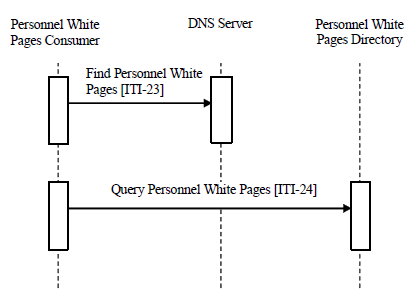 Personnel White
Pages Consumer
DNS Server
Personnel White
Pages Directory
Find Personnel White
Pages [ITI-23]
Query Personnel White Pages [ITI-24]